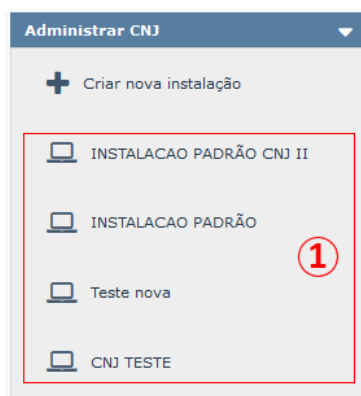 Administrar CNJ
Criar nova instalação
INSTALACAO PADRÃO CNJ II
INSTALACAO PADRÃO
1
Teste nova
CNJ TESTE